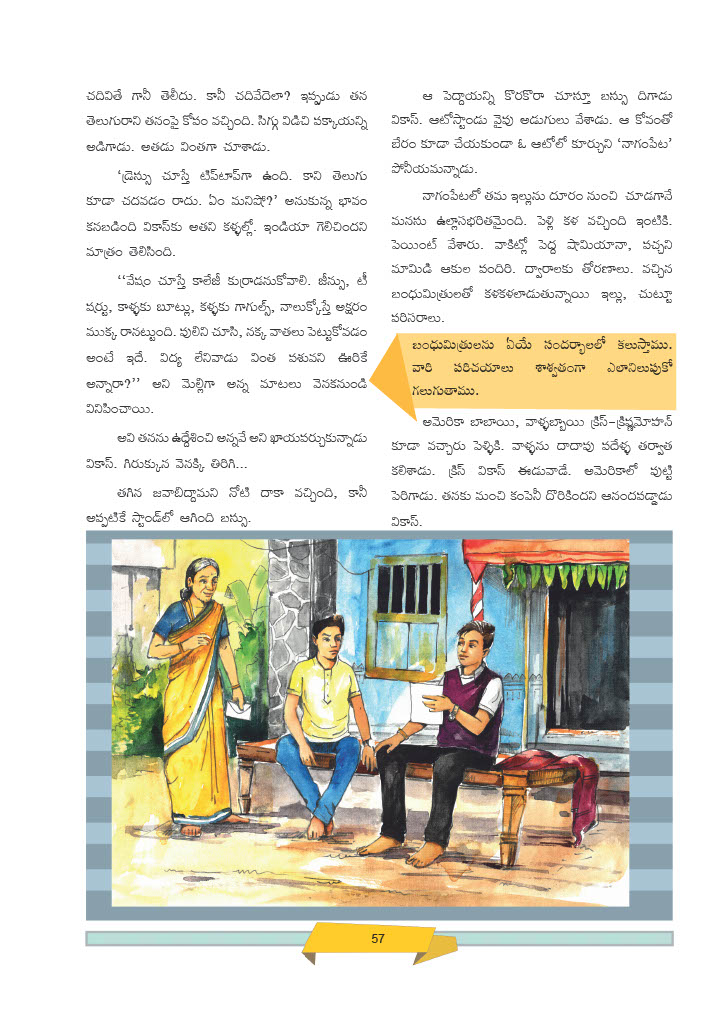 చదివితే గానీ తెలీదు. కానీ చదివేదెలా? ఇప్పుడు తన
తెలుగురాని తనంపై కోపం వచ్చింది. సిగ్గు విడిచి పక్కాయన్ని
అడిగాడు. అతడు వింతగా చూశాడు.
‘డ్రెస్సు చూస్తే టిప్‌టాప్‌గా ఉంది. కాని తెలుగు
కూడా చదవడం రాదు. ఏం మనిషో?’ అనుకున్న భావం
కనబడింది వికాస్‌కు అతని కళ్ళల్లో. ఇండియా గెలిచిందని
మాత్రం తెలిసింది.
‘‘వేషం చూస్తే కాలేజీ కుర్రాడనుకోవాలి. జీన్సు, టీ
షర్టు, కాళ్ళకు బూట్లు, కళ్ళకు గాగుల్స్, నాలుక్కోస్తే అక్షరం
ముక్క రానట్టుంది. పులిని చూసి, నక్క వాతలు పెట్టుకోవడం
అంటే ఇదే. విద్య లేనివాడు వింత పశువని ఊరికే
అన్నారా?’’ అని మెల్లిగా అన్న మాటలు వెనకనుండి
వినిపించాయి.
అవి తనను ఉద్దేశించి అన్నవే అని ఖాయపర్చుకున్నాడు
వికాస్. గిరుక్కున వెనక్కి తిరిగి...
తగిన జవాబిద్దామని నోటి దాకా వచ్చింది, కానీ
అప్పటికే స్టాండ్‌లో ఆగింది బస్సు.
ఆ పెద్దాయన్ని కొరకొరా చూస్తూ బస్సు దిగాడు
వికాస్. ఆటోస్టాండు వైపు అడుగులు వేశాడు. ఆ కోపంతో
బేరం కూడా చేయకుండా ఓ ఆటోలో కూర్చుని ‘నాగంపేట’
పోనీయమన్నాడు.
నాగంపేటలో తమ ఇల్లును దూరం నుంచి చూడగానే
మనను ఉల్లాసభరితమైంది. పెళ్లి కళ వచ్చింది ఇంటికి.
పెయింట్ వేశారు. వాకిట్లో పెద్ద షామియానా, పచ్చని
మామిడి ఆకుల పందిరి. ద్వారాలకు తోరణాలు. వచ్చిన
బంధుమిత్రులతో కళకళలాడుతున్నాయి ఇల్లు, చుట్టూ
పరిసరాలు.
బంధుమిత్రులను ఏయే సందర్భాలలో కలుస్తాము.
వారి పరిచయాలు శాశ్వతంగా ఎలానిలుపుకో
గలుగుతాము.
అమెరికా బాబాయి, వాళ్ళబ్బాయి క్రిస్-క్రిష్ణమోహన్
కూడా వచ్చారు పెళ్ళికి. వాళ్ళను దాదాపు పదేళ్ళ తర్వాత
కలిశాడు. క్రిస్ వికాస్ ఈడువాడే. అమెరికాలో పుట్టి
పెరిగాడు. తనకు మంచి కంపెనీ దొరికిందని ఆనందపడ్డాడు
వికాస్.
57